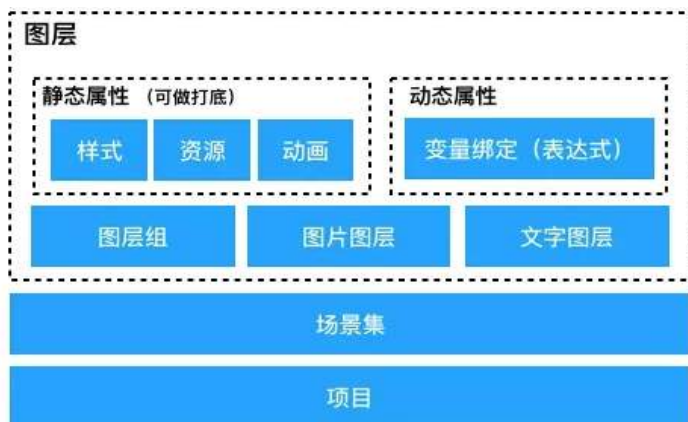 图层
静态属性 (可做打底) 动态属性
样式 资源 动画 变量绑定（表达式）
图层组 图片图层 文字图层
场景集
项目